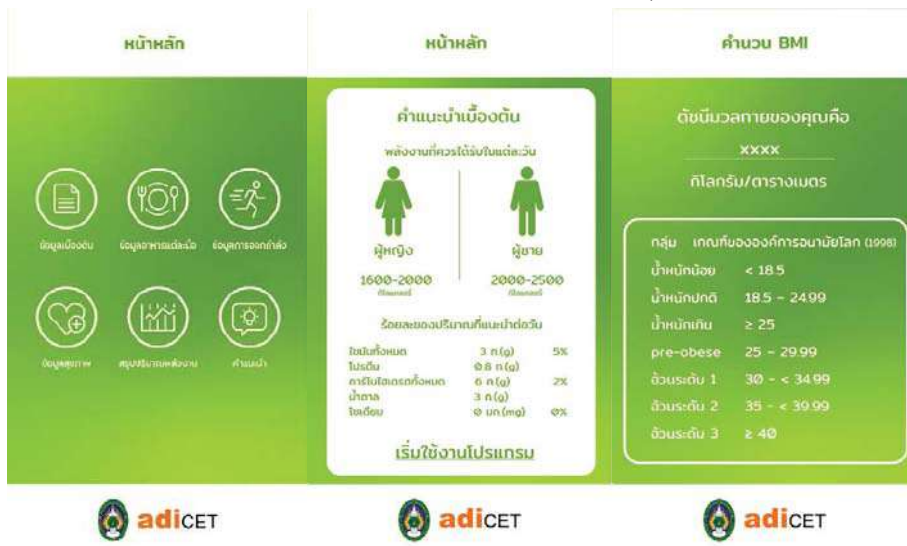 หน้าหลัก
ข้อมูลเบื้องต้น ข้อมูลอาหารแต่ละมื้อ ข้อมูลการออกกำลัง
ข้อมูลสุขภาพ สรุปปริมาณพลังงาน คำแนะนำ
adiCET
หน้าหลัก
คำแนะนำเบื้องต้น
พลังงานที่ควรได้รับในแต่ละวัน
ผู้หญิง ผู้ชาย
1600-2000 2000-2500
กิโลแคลอรี่ กิโลแคลอรี่
ร้อยละของปริมาณที่แนะนำต่อวัน
ไขมันทั้งหมด 3 ก(g) 5%
โปรตีน 0.8 ก(g)
คาร์โบไฮเดรตทั้งหมด 6 ก(g) 2%
น้ำตาล 3 ก(g)
โซเดียม 0 มก(mg) 0%
เริ่มใช้งานโปรแกรม
adiCET
คำนวน BMI
ดัชนีมวลกายของคุณคือ
xxxx
กิโลกรัม/ตารางเมตร
กลุ่ม เกณฑ์ขององค์การอนามัยโลก (1998)
น้ำหนักน้อย < 18.5
น้ำหนักปกติ 18.5 - 24.99
น้ำหนักเกิน ≥ 25
pre-obese 25 - 29.99
อ้วนระดับ 1 30 - < 34.99
อ้วนระดับ 2 35 - < 39.99
อ้วนระดับ 3 ≥ 40
adiCET